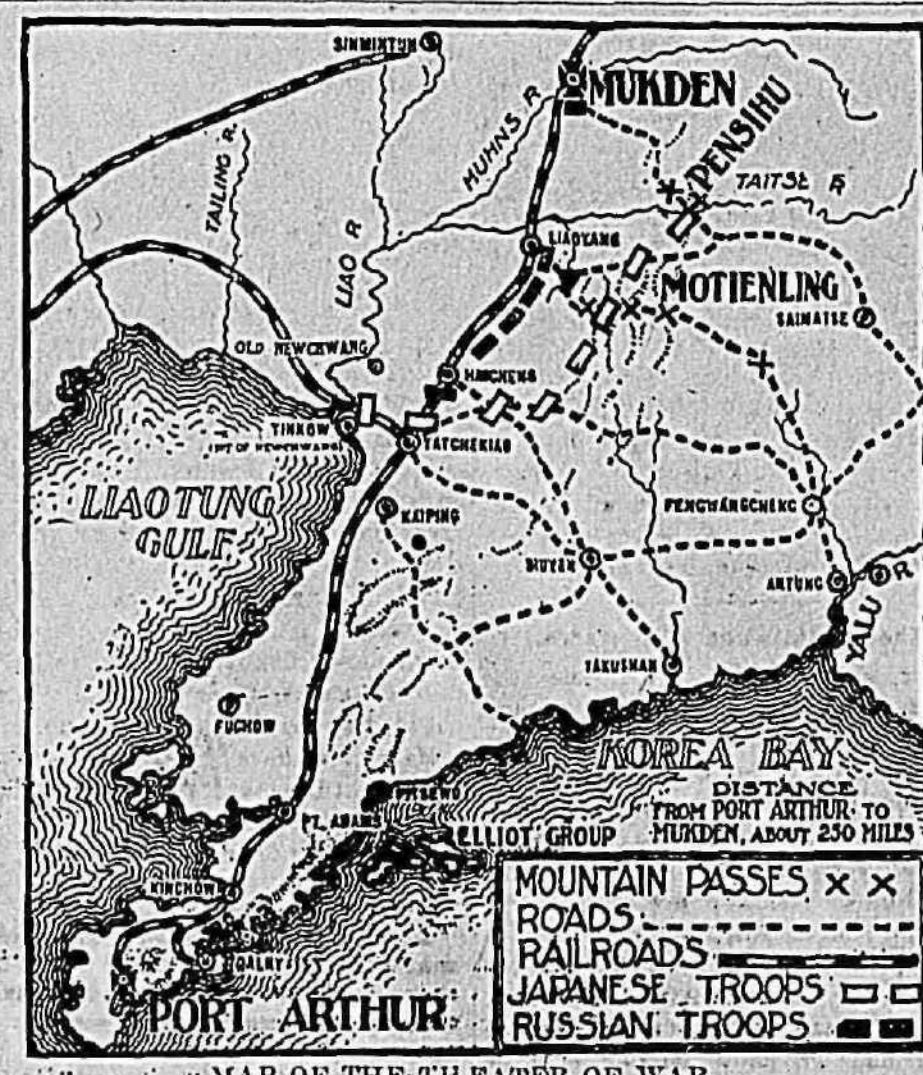 SINMINTUN
MUKDEN
HUHNS R
PENSIHU
TAILING R.
TAITSE R
LIAO R
LIAOYANG
MOTIENLING
SAIMATSE
OLD NEWCHWANG
HAICHENG
YINKOW
TATCHEKIAO
LIAOTUNG
GULF
KAIPING
FENGWANGCHENG
SIUYEN
ANTUNG
YALU R
TAKUSHAN
FUCHOW
KOREA BAY
DISTANCE
FROM PORT ARTHUR TO
MUKDEN, ABOUT 250 MILES
PITSEWO
PT. ADAMS
ELLIOT GROUP
KINCHOW
DALNY
PORT ARTHUR
MOUNTAIN PASSES
ROADS
RAILROADS
JAPANESE TROOPS
RUSSIAN TROOPS
MAP OF THE THEATER OF WAR